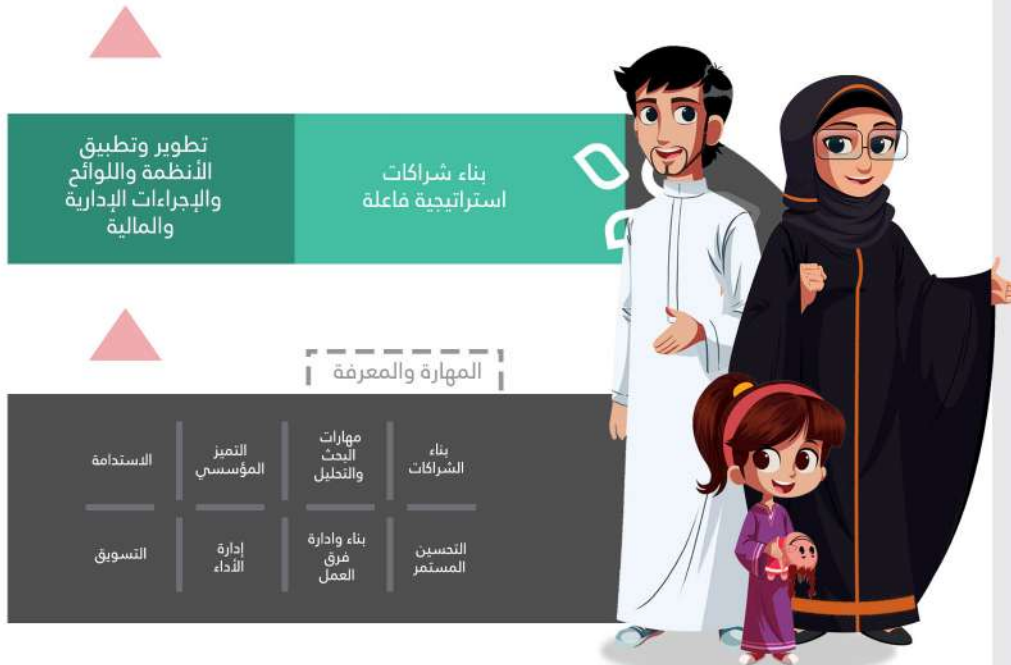 بناء شراكات
استراتيجية فاعلة
تطوير وتطبيق
الأنظمة واللوائح
والإجراءات الإدارية
والمالية
المهارة والمعرفة
بناء
الشراكات
مهارات
البحث
والتحليل
التميز
المؤسسي
الاستدامة
التحسين
المستمر
بناء وادارة
فرق
العمل
إدارة
الأداء
التسويق